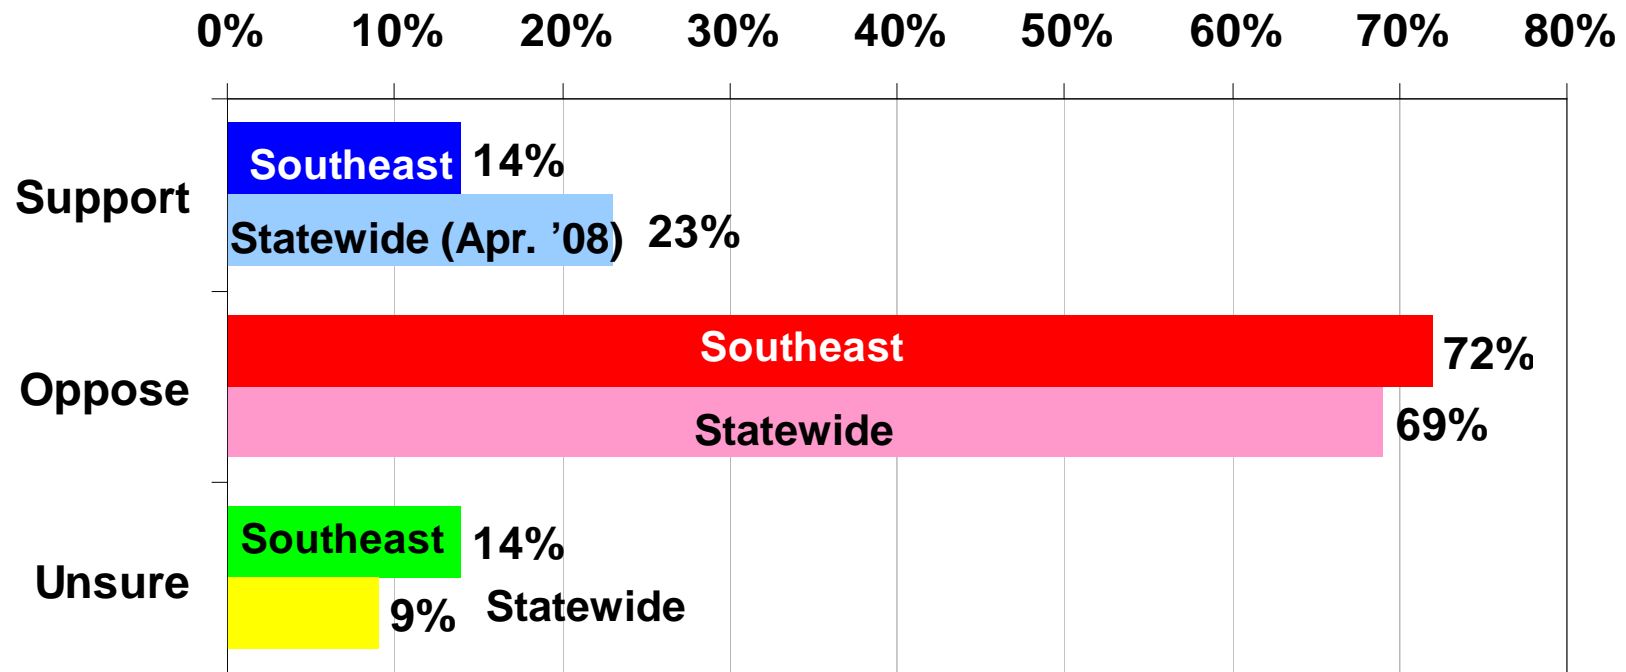 0% 10% 20% 30% 40% 50% 60% 70% 80%
Southeast 14%
Support
Statewide (Apr. ’08) 23%
Southeast 72%
Oppose
Statewide 69%
Southeast 14%
Unsure
9% Statewide